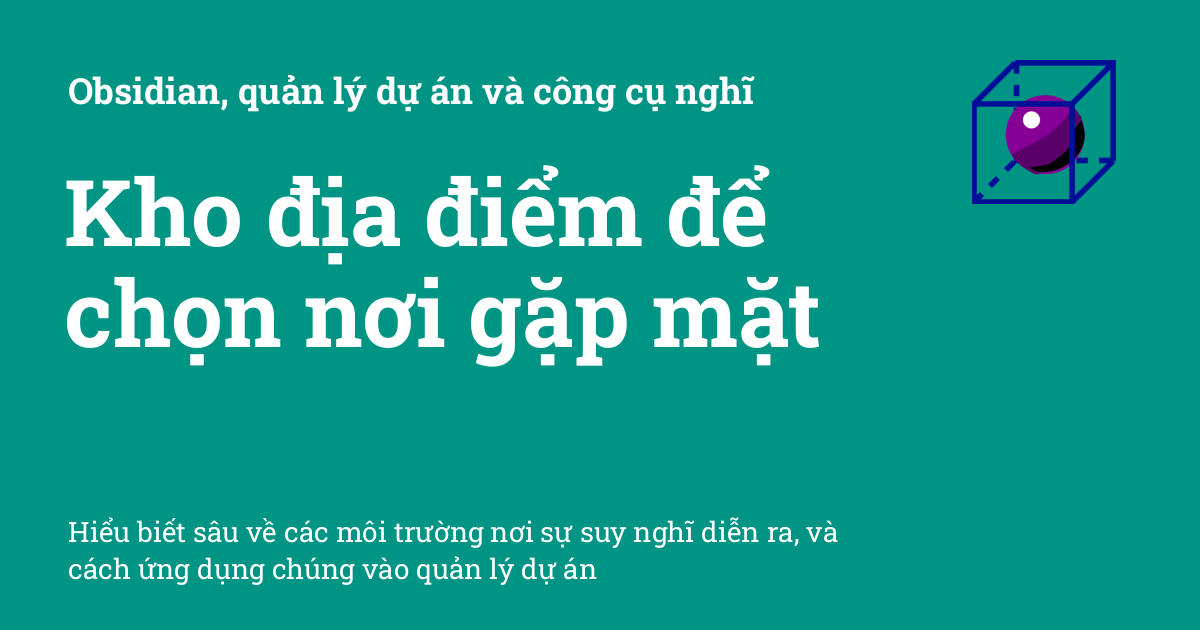 Obsidian, quản lý dự án và công cụ nghĩ
Kho địa điểm để
chọn nơi gặp mặt
Hiểu biết sâu về các môi trường nơi sự suy nghĩ diễn ra, và
cách ứng dụng chúng vào quản lý dự án